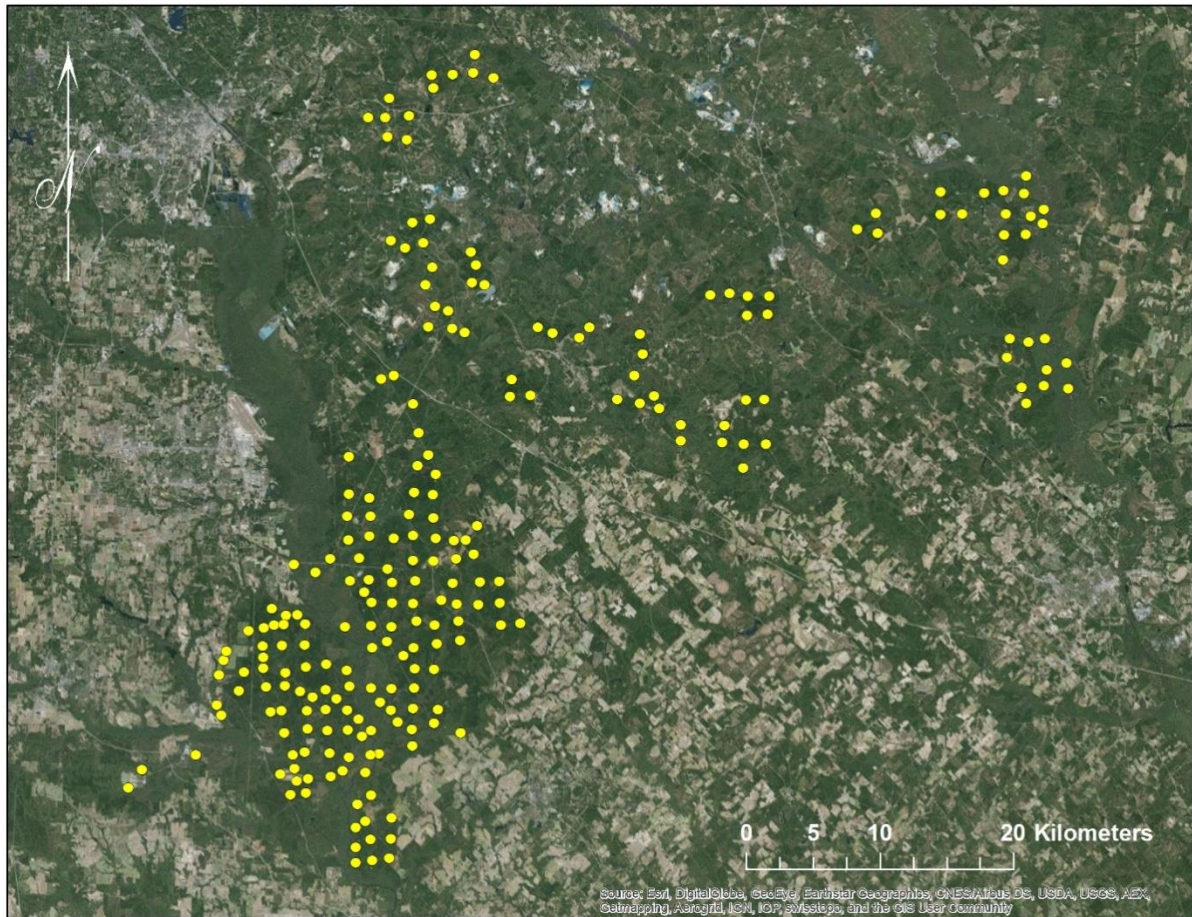 N
0 5 10 20 Kilometers
Source: Esri, DigitalGlobe, GeoEye, Earthstar Geographics, CNES/Airbus DS, USDA, USGS, AEX,
Getmapping, Aerogrid, IGN, IGP, swisstopo, and the GIS User Community